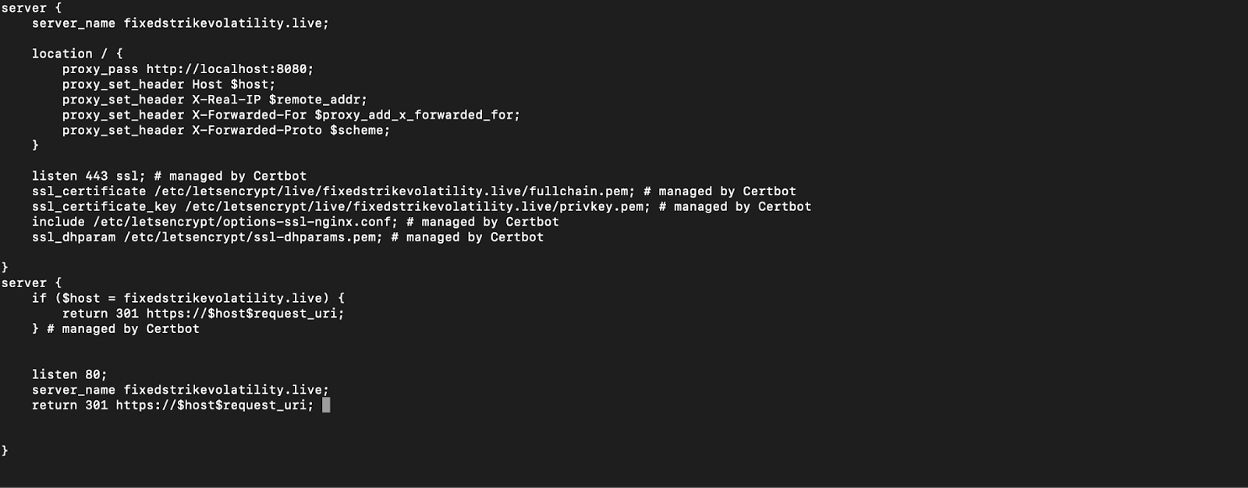 server {
    server_name fixedstrikevolatility.live;
    location / {
        proxy_pass http://localhost:8080;
        proxy_set_header Host $host;
        proxy_set_header X-Real-IP $remote_addr;
        proxy_set_header X-Forwarded-For $proxy_add_x_forwarded_for;
        proxy_set_header X-Forwarded-Proto $scheme;
    }
    listen 443 ssl; # managed by Certbot
    ssl_certificate /etc/letsencrypt/live/fixedstrikevolatility.live/fullchain.pem; # managed by Certbot
    ssl_certificate_key /etc/letsencrypt/live/fixedstrikevolatility.live/privkey.pem; # managed by Certbot
    include /etc/letsencrypt/options-ssl-nginx.conf; # managed by Certbot
    ssl_dhparam /etc/letsencrypt/ssl-dhparams.pem; # managed by Certbot
}
server {
    if ($host = fixedstrikevolatility.live) {
        return 301 https://$host$request_uri;
    } # managed by Certbot
    listen 80;
    server_name fixedstrikevolatility.live;
    return 301 https://$host$request_uri;
}